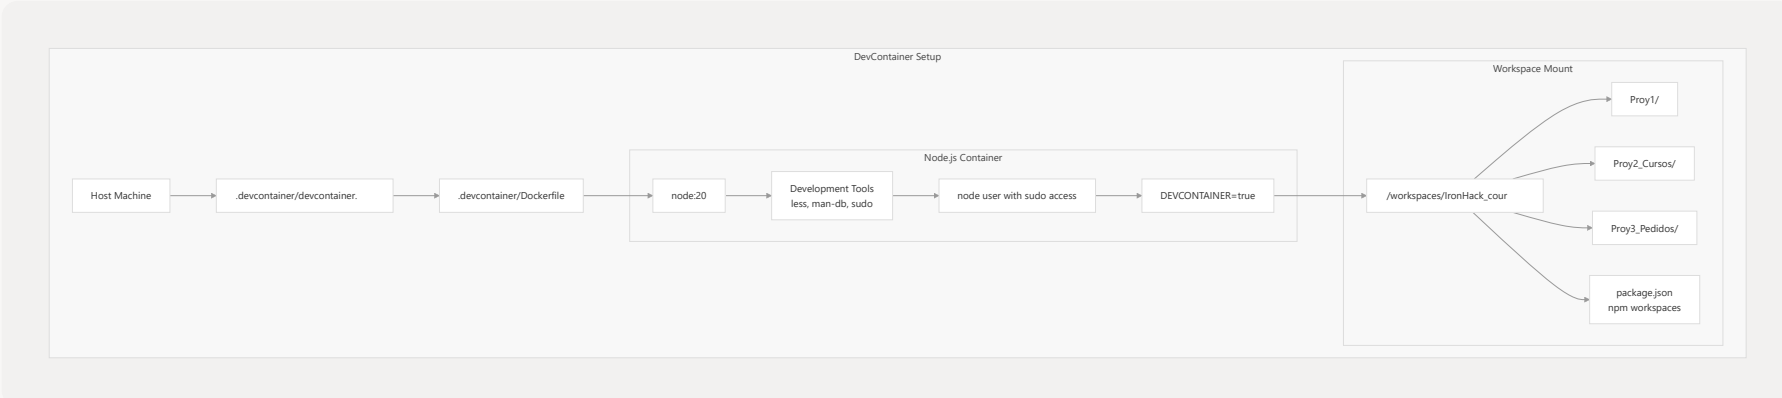 DevContainer Setup
Host Machine
.devcontainer/devcontainer.
.devcontainer/Dockerfile
Node.js Container
node:20
Development Tools
less, man-db, sudo
node user with sudo access
DEVCONTAINER=true
Workspace Mount
/workspaces/IronHack_cour
Proy1/
Proy2_Cursos/
Proy3_Pedidos/
package.json
npm workspaces